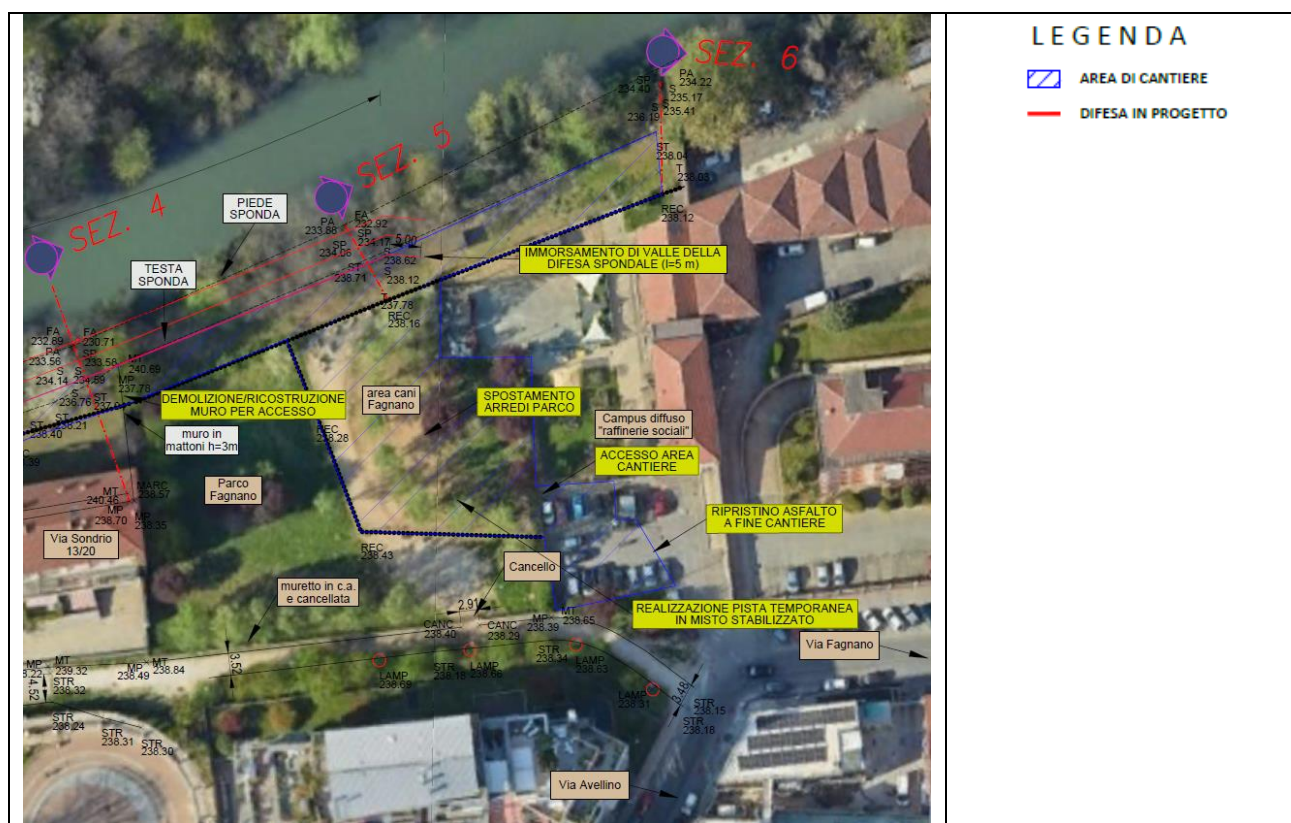 LEGENDA
AREA DI CANTIERE
DIFESA IN PROGETTO
SEZ. 6
PA
234.22
SP
234.40
S
235.17
S
235.41
S
236.19
ST
238.04
T
238.03
REC
238.12
SEZ. 5
PIEDE
SPONDA
PA
233.88
FA
232.92
SP
234.17
SP
234.06
5.00
S
238.62
ST
238.71
S
238.12
T
237.78
REC
238.16
IMMORSAMENTO DI VALLE DELLA
DIFESA SPONDALE (l=5 m)
SEZ. 4
TESTA
SPONDA
FA
232.89
FA
230.71
PA
233.56
SP
233.58
MT
240.69
S
234.14
S
234.59
MP
237.78
S
236.76
ST
ST
238.21
ST
238.40
DEMOLIZIONE/RICOSTRUZIONE
MURO PER ACCESSO
muro in
mattoni h=3m
area cani
Fagnano
SPOSTAMENTO
ARREDI PARCO
Campus diffuso
"raffinerie sociali"
ACCESSO AREA
CANTIERE
REC
238.28
Parco
Fagnano
MARC
238.57
MT
240.46
MP
238.70
MP
238.35
Via Sondrio
13/20
RIPRISTINO ASFALTO
A FINE CANTIERE
REC
238.43
Cancello
muretto in c.a.
e cancellata
2.91
CANC
238.40
CANC
238.29
MP
238.39
MT
238.65
REALIZZAZIONE PISTA TEMPORANEA
IN MISTO STABILIZZATO
Via Fagnano
MP
MT
239.32
STR
238.32
MP
238.49
MT
238.84
3.52
4.52
LAMP
238.69
STR
238.18
LAMP
238.66
STR
238.34
LAMP
238.63
LAMP
238.31
3.48
STR
238.15
STR
238.18
STR
238.24
STR
238.31
STR
238.30
Via Avellino